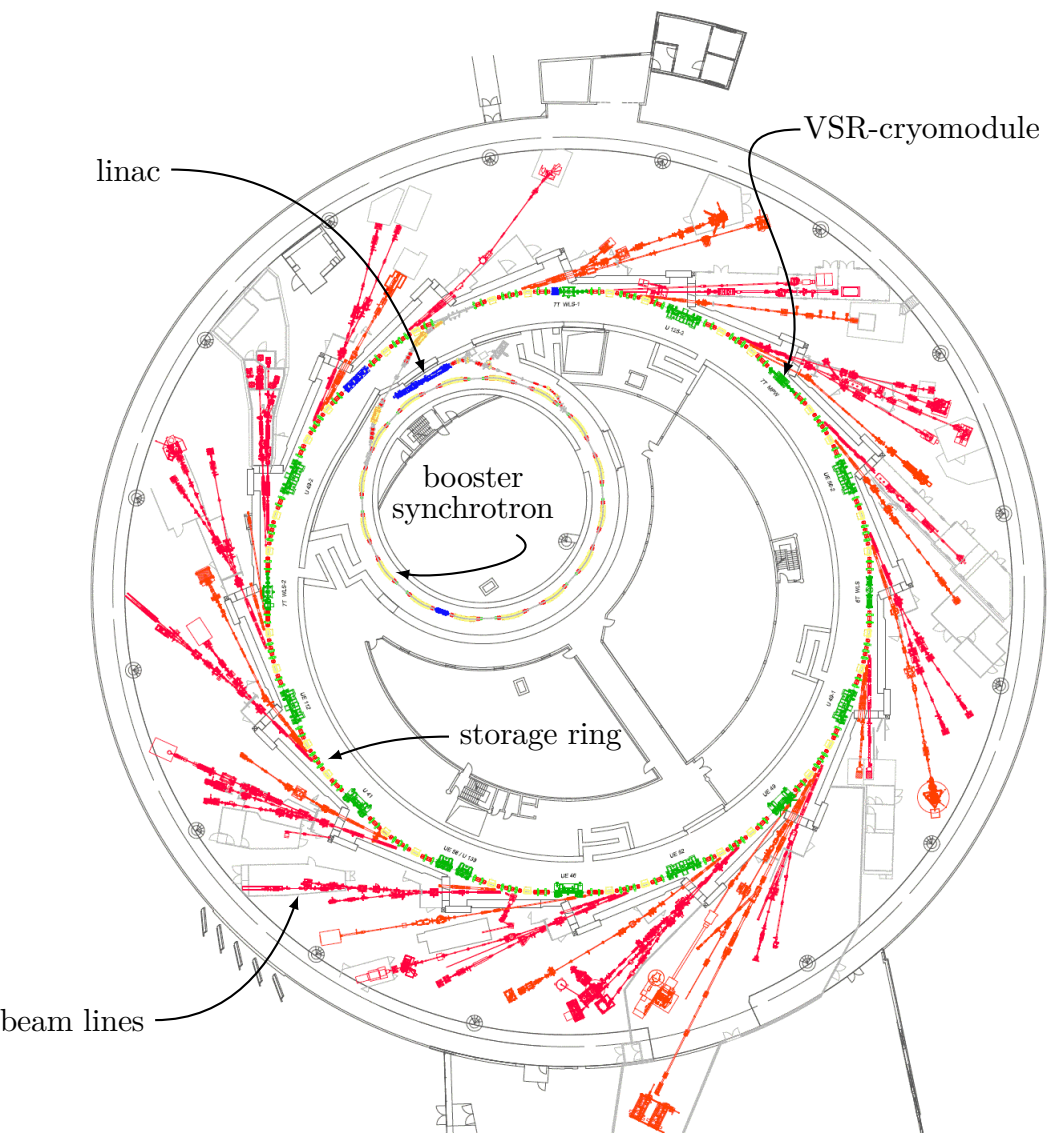 VSR-cryomodule
linac
7T WLS-1
U 125-2
7T MPW
booster
synchrotron
U 49-2
UE 56-2
7T WLS-2
6T WLS
UE 112
U 49-1
storage ring
U 41
UE 49
UE 56 / U 139
UE 52
UE 46
beam lines